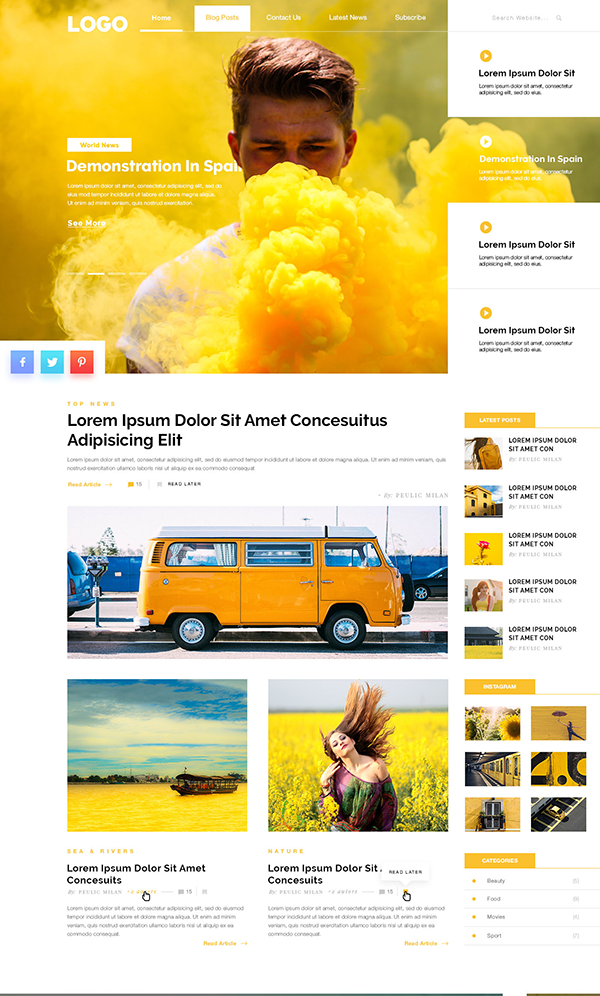 LOGO
Home
Blog Posts
Contact Us
Latest News
Subscribe
Search Website...
World News
Demonstration In Spain
Lorem ipsum dolor sit amet, consectetur adipisicing elit, sed do
eiusmod tempor incididunt ut labore et dolore magna aliqua.
Ut enim ad minim veniam, quis nostrud exercitation.
See More
Lorem Ipsum Dolor Sit
Lorem ipsum dolor sit amet, consectetur
adipisicing elit, sed do eius.
Demonstration In Spain
Lorem ipsum dolor sit amet, consectetur
adipisicing elit, sed do eius.
Lorem Ipsum Dolor Sit
Lorem ipsum dolor sit amet, consectetur
adipisicing elit, sed do eius.
Lorem Ipsum Dolor Sit
Lorem ipsum dolor sit amet, consectetur
adipisicing elit, sed do eius.
TOP NEWS
Lorem Ipsum Dolor Sit Amet Concesuitus
Adipisicing Elit
Lorem ipsum dolor sit amet, consectetur adipisicing elit, sed do eiusmod tempor incididunt ut labore et dolore magna aliqua. Ut enim ad minim veniam, quis
nostrud exercitation ullamco laboris nisi ut aliquip ex ea commodo consequat
Read Article
15
READ LATER
- By: PEULIC MILAN
SEA & RIVERS
Lorem Ipsum Dolor Sit Amet
Concesuits
By: PEULIC MILAN
15
Lorem ipsum dolor sit amet, consectetur adipisicing elit, sed do
eiusmod tempor incididunt ut labore et dolore magna aliqua. Ut enim
ad minim veniam, quis nostrud exercitation ullamco laboris nisi ut
aliquip ex ea commodo consequat.
Read Article
NATURE
Lorem Ipsum Dolor Sit
Concesuits
READ LATER
By: PEULIC MILAN
15
Lorem ipsum dolor sit amet, consectetur adipisicing elit, sed do
eiusmod tempor incididunt ut labore et dolore magna aliqua. Ut enim
ad minim veniam, quis nostrud exercitation ullamco laboris nisi ut
aliquip ex ea commodo consequat.
Read Article
LATEST POSTS
LOREM IPSUM DOLOR
SIT AMET CON
By: PEULIC MILAN
LOREM IPSUM DOLOR
SIT AMET CON
By: PEULIC MILAN
LOREM IPSUM DOLOR
SIT AMET CON
By: PEULIC MILAN
LOREM IPSUM DOLOR
SIT AMET CON
By: PEULIC MILAN
LOREM IPSUM DOLOR
SIT AMET CON
By: PEULIC MILAN
INSTAGRAM
CATEGORIES
Beauty (5)
Food (9)
Movies (4)
Sport (7)